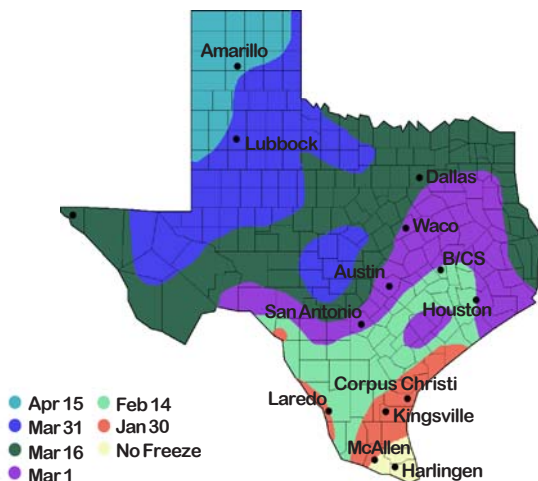 Amarillo
Lubbock
Dallas
Waco
B/CS
Austin
Houston
San Antonio
Corpus Christi
Laredo
Kingsville
McAllen
Harlingen
Apr 15
Mar 31
Mar 16
Mar 1
Feb 14
Jan 30
No Freeze